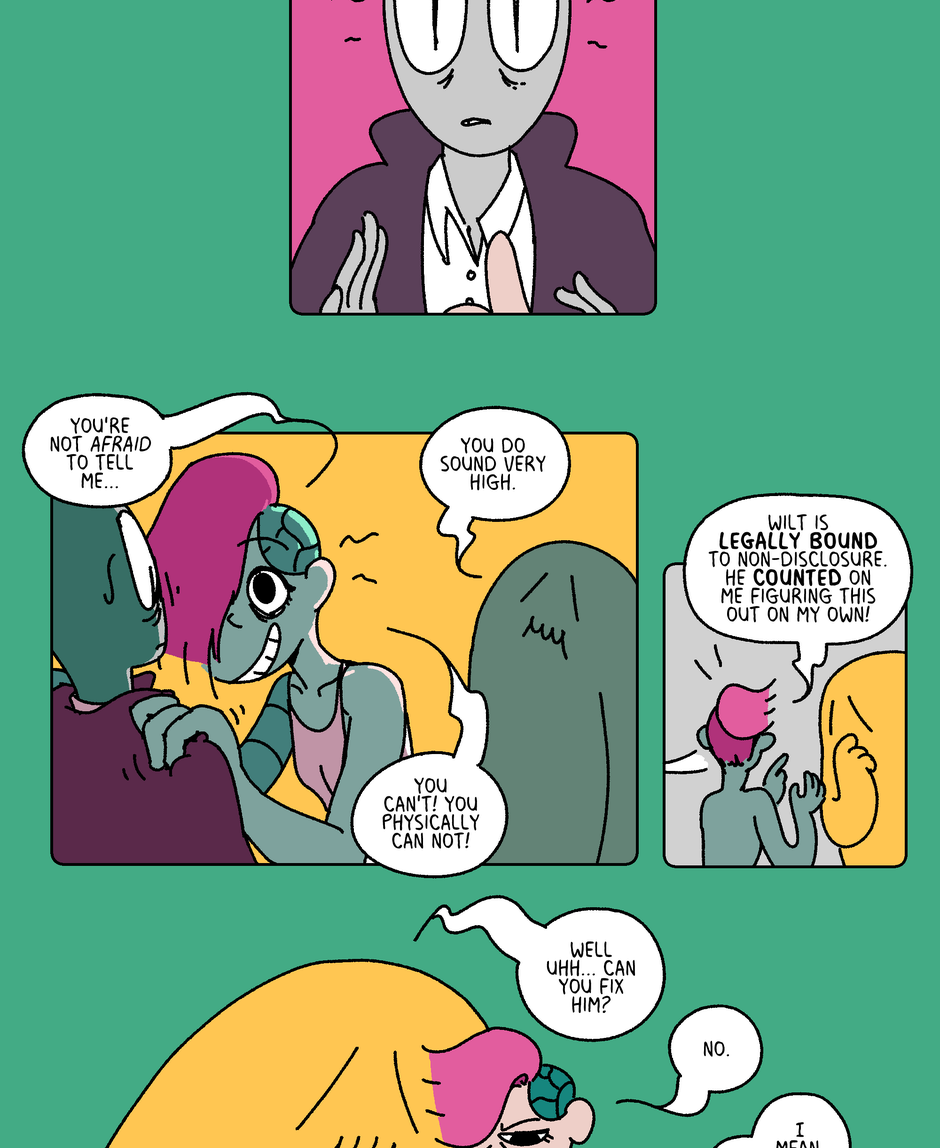 YOU'RE
NOT AFRAID
TO TELL
ME...
YOU DO
SOUND VERY
HIGH.
YOU
CAN'T! YOU
PHYSICALLY
CAN NOT!
WILT IS
LEGALLY BOUND
TO NON-DISCLOSURE.
HE COUNTED ON
ME FIGURING THIS
OUT ON MY OWN!
WELL
UHH... CAN
YOU FIX
HIM?
NO.
I
MEAN